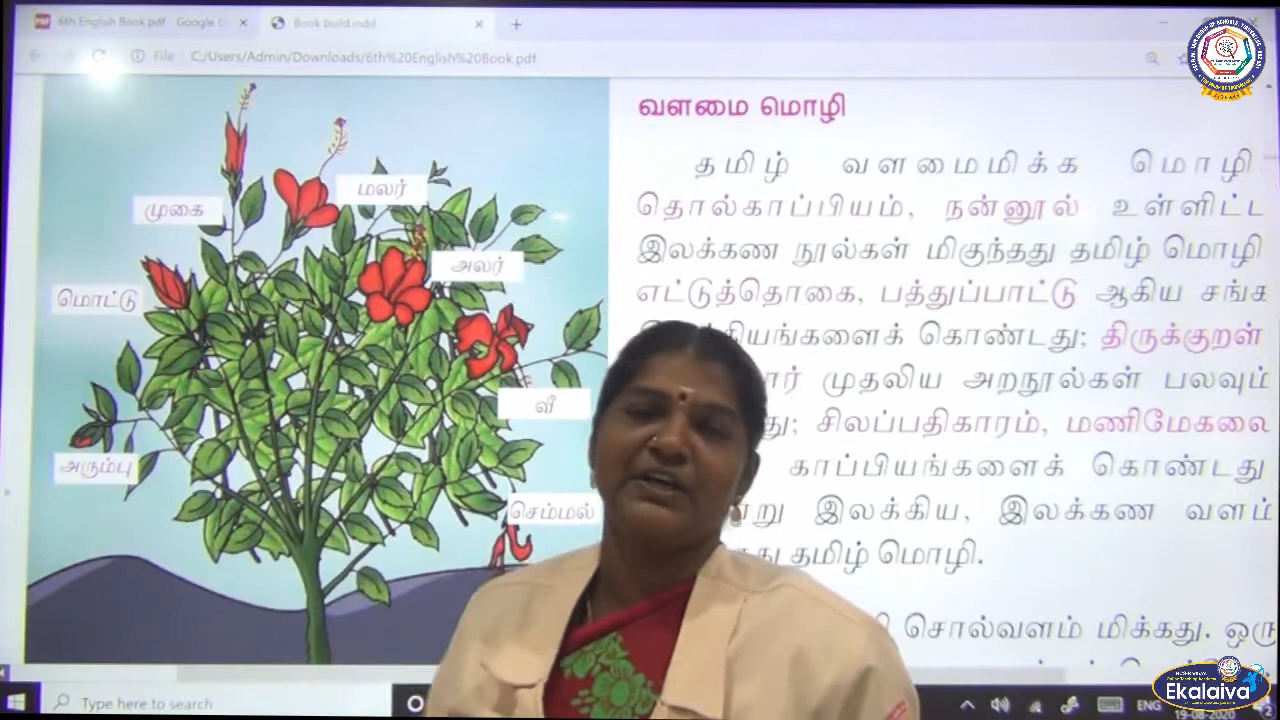 6th English Book.pdf - Google D
Book build.indd
File C:/Users/Admin/Downloads/6th%20English%20Book.pdf
முகை
மலர்
அலர்
மொட்டு
வீ
அரும்பு
செம்மல்
வளமை மொழி
தமிழ் வளமைமிக்க மொழி
தொல்காப்பியம், நன்னூல் உள்ளிட்ட
இலக்கண நூல்கள் மிகுந்தது தமிழ் மொழி
எட்டுத்தொகை, பத்துப்பாட்டு ஆகிய சங்க
கொண்டது; திருக்குறள்
முதலிய அறநூல்கள் பலவும்
சிலப்பதிகாரம், மணிமேகலை
காப்பியங்களைக் கொண்டது
இலக்கிய, இலக்கண வளம்
தமிழ் மொழி.
சொல்வளம் மிக்கது. ஒரு
Type here to search
ENG
19-08-2020
Ekalaiva